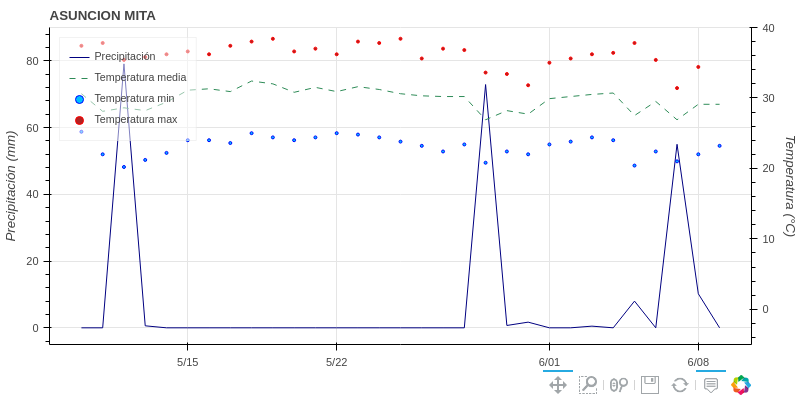 ASUNCION MITA
Precipitación
Temperatura media
Temperatura min
Temperatura max
Precipitación (mm)
80
60
40
20
0
Temperatura (°C)
40
30
20
10
0
5/15
5/22
6/01
6/08